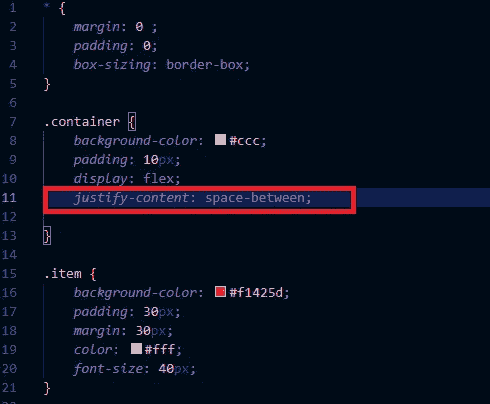 1 * {
2 margin: 0 ;
3 padding: 0;
4 box-sizing: border-box;
5 }
6
7 .container {
8 background-color: #ccc;
9 padding: 10px;
10 display: flex;
11 justify-content: space-between;
12
13 }
14
15 .item {
16 background-color: #f1425d;
17 padding: 30px;
18 margin: 30px;
19 color: #fff;
20 font-size: 40px;
21 }